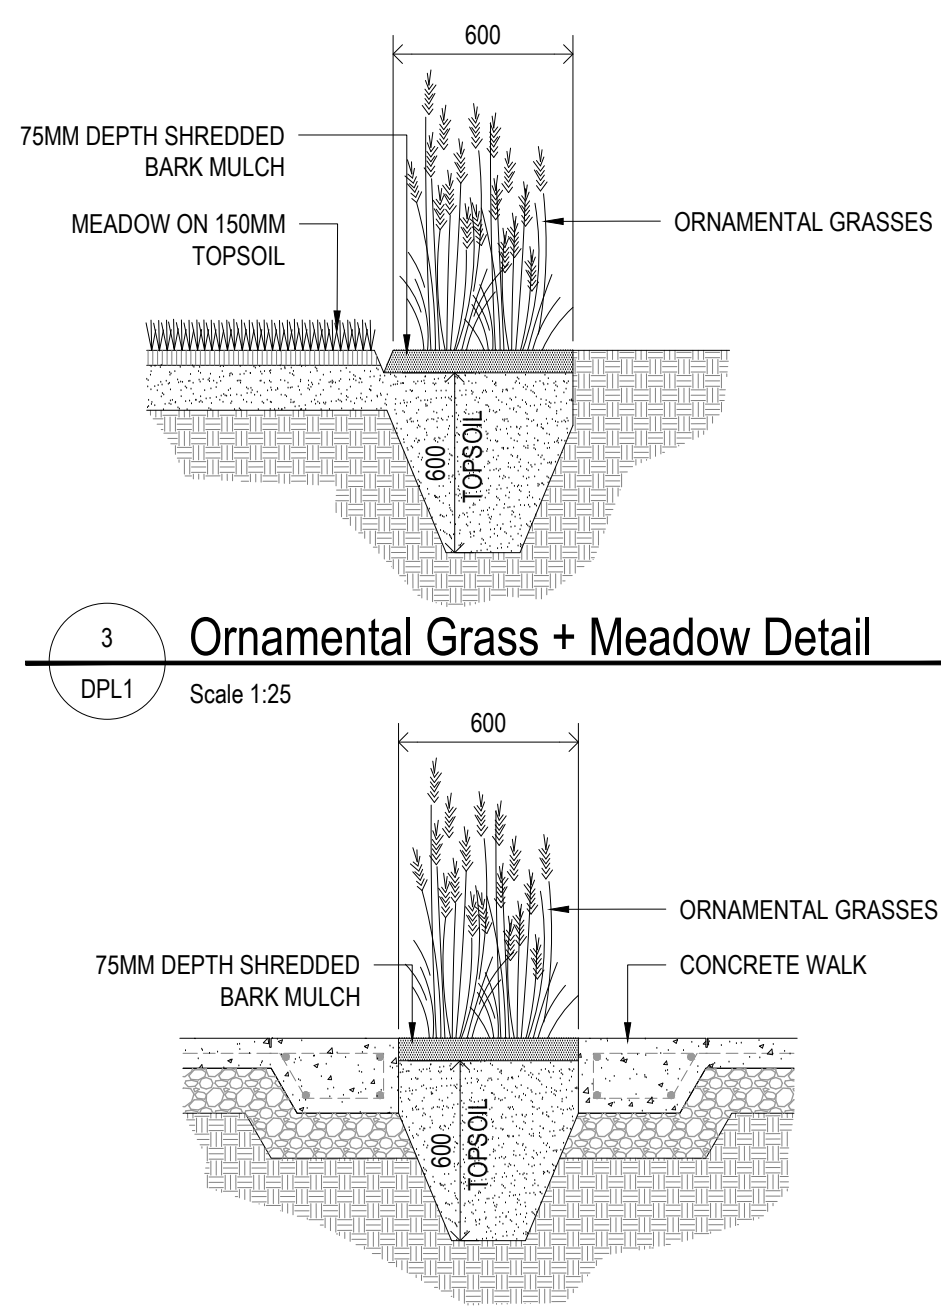 600
75MM DEPTH SHREDDED
BARK MULCH
MEADOW ON 150MM
TOPSOIL
ORNAMENTAL GRASSES
600
TOPSOIL
3
DPL1
Ornamental Grass + Meadow Detail
Scale 1:25
600
ORNAMENTAL GRASSES
75MM DEPTH SHREDDED
BARK MULCH
CONCRETE WALK
600
TOPSOIL